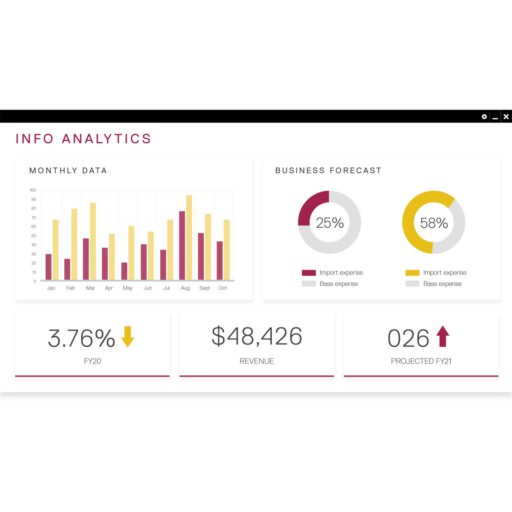 INFO ANALYTICS
MONTHLY DATA
100
90
80
70
60
50
40
30
20
10
0
Jan Feb Mar Apr May Jun Jul Aug Sept Oct
BUSINESS FORECAST
25%
58%
Import expense
Base expense
Import expense
Base expense
3.76%
FY20
$48,426
REVENUE
026
PROJECTED FY21